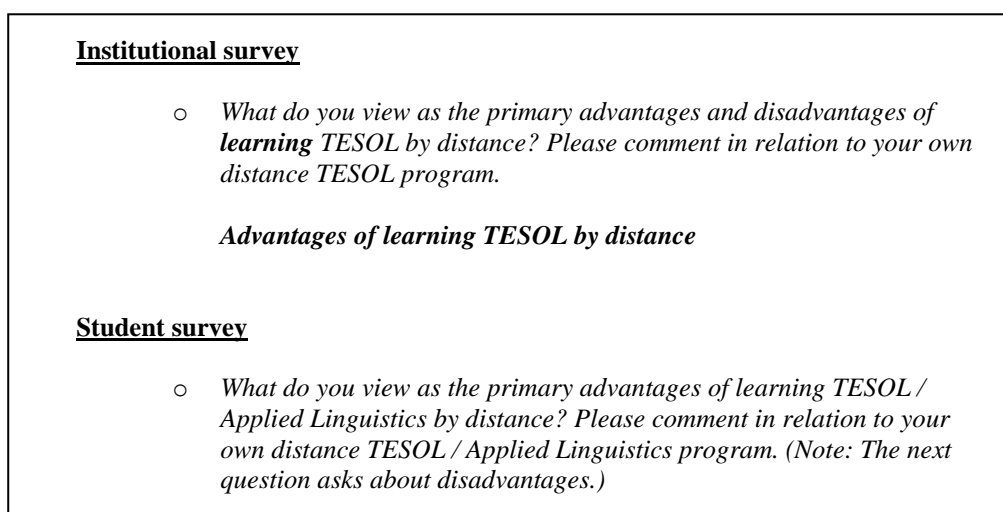 Institutional survey
o What do you view as the primary advantages and disadvantages of
learning TESOL by distance? Please comment in relation to your own
distance TESOL program.
Advantages of learning TESOL by distance
Student survey
o What do you view as the primary advantages of learning TESOL /
Applied Linguistics by distance? Please comment in relation to your
own distance TESOL / Applied Linguistics program. (Note: The next
question asks about disadvantages.)